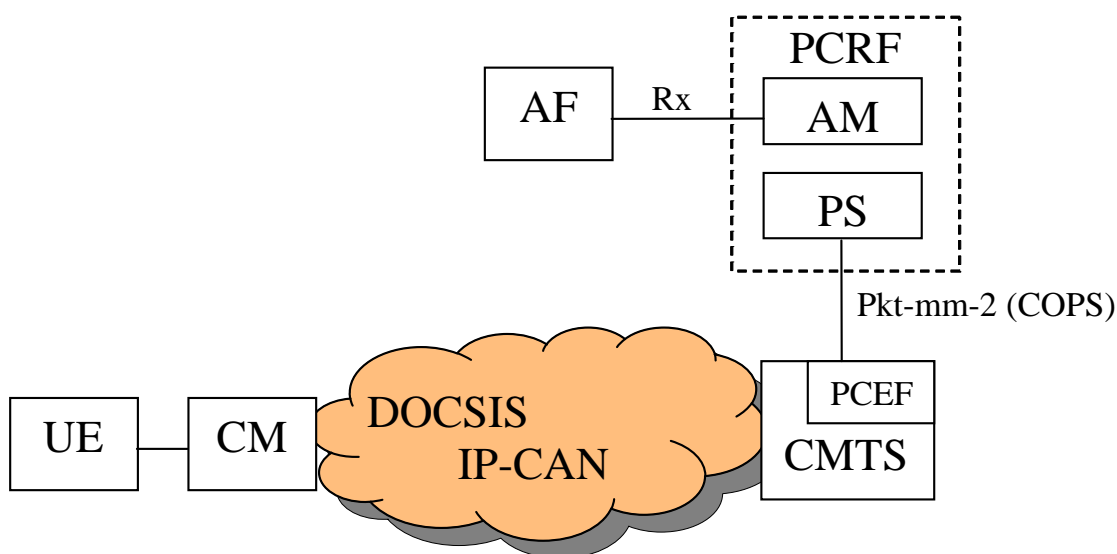 PCRF
AF
Rx
AM
PS
Pkt-mm-2 (COPS)
PCEF
DOCSIS
UE
CM
IP-CAN
CMTS